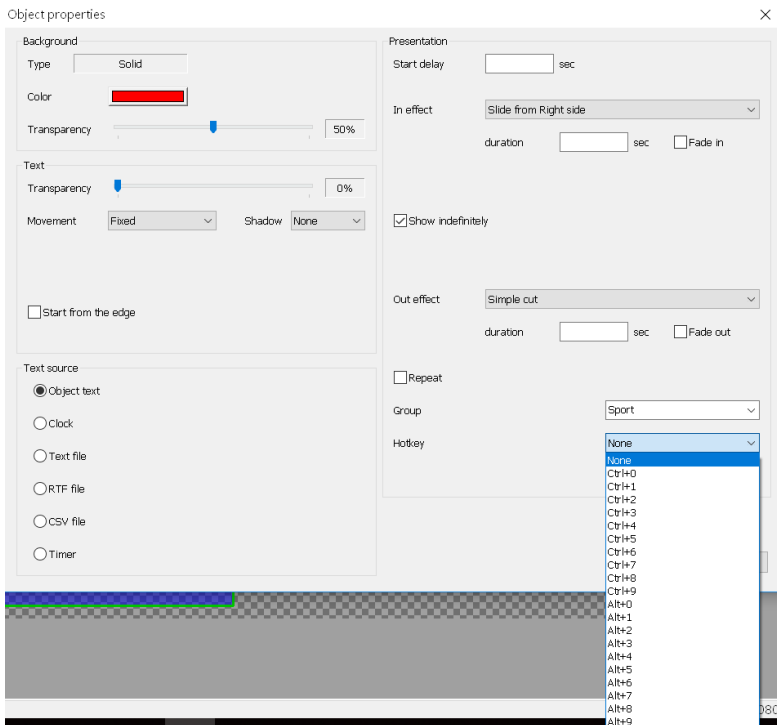 Object properties
Background
Type Solid
Color
Transparency 50%
Text
Transparency 0%
Movement Fixed Shadow None
Start from the edge
Text source
Object text
Clock
Text file
RTF file
CSV file
Timer
Presentation
Start delay sec
In effect Slide from Right side
duration sec Fade in
Show indefinitely
Out effect Simple cut
duration sec Fade out
Repeat
Group Sport
Hotkey None
None
Ctrl+0
Ctrl+1
Ctrl+2
Ctrl+3
Ctrl+4
Ctrl+5
Ctrl+6
Ctrl+7
Ctrl+8
Ctrl+9
Alt+0
Alt+1
Alt+2
Alt+3
Alt+4
Alt+5
Alt+6
Alt+7
Alt+8
Alt+9